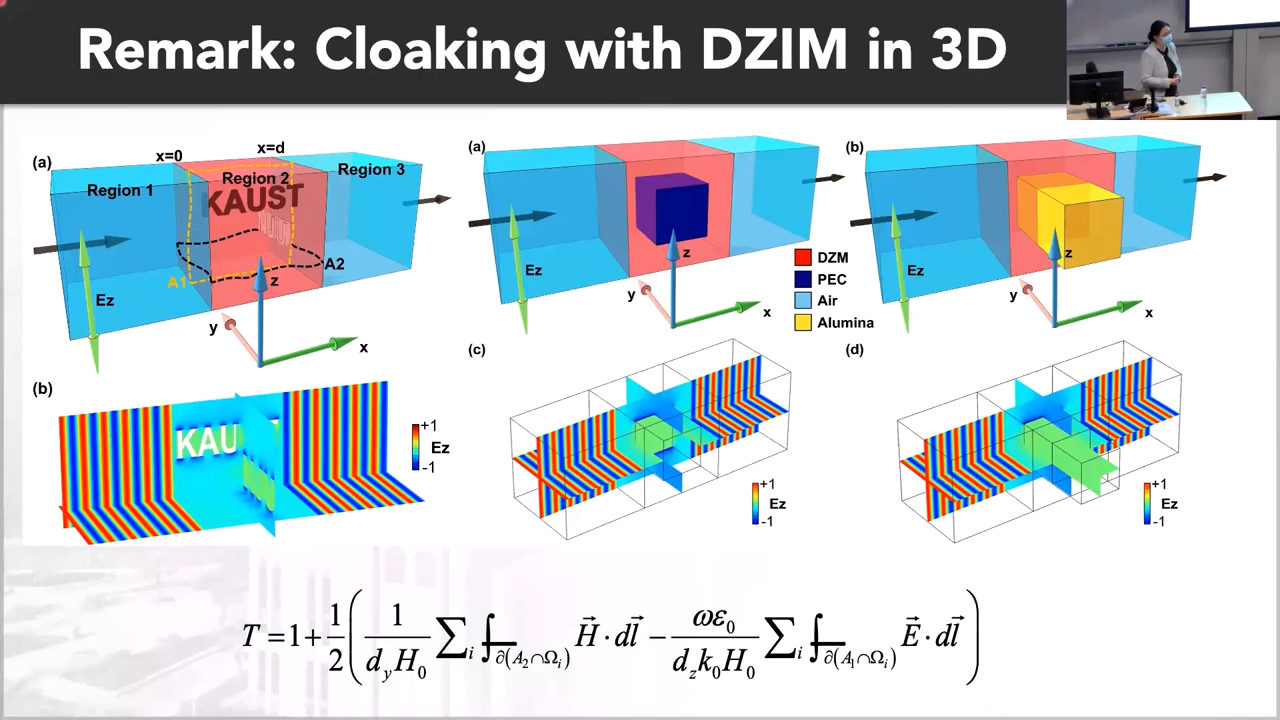 Remark: Cloaking with DZIM in 3D
(a)
x=0
x=d
Region 1
Region 2
Region 3
KAUST
A1
A2
Ez
z
y
x
(b)
KAU
+1
Ez
-1
(a)
Ez
z
y
x
DZM
PEC
Air
Alumina
(b)
Ez
z
y
x
(c)
+1
Ez
-1
(d)
+1
Ez
-1
T = 1 + 1/2 ( 1/(d_y H_0) ∑_i ∮_{∂(A_2∩Ω_i)} H⃗ · dl⃗ − ωε_0/(d_z k_0 H_0) ∑_i ∮_{∂(A_1∩Ω_i)} E⃗ · dl⃗ )